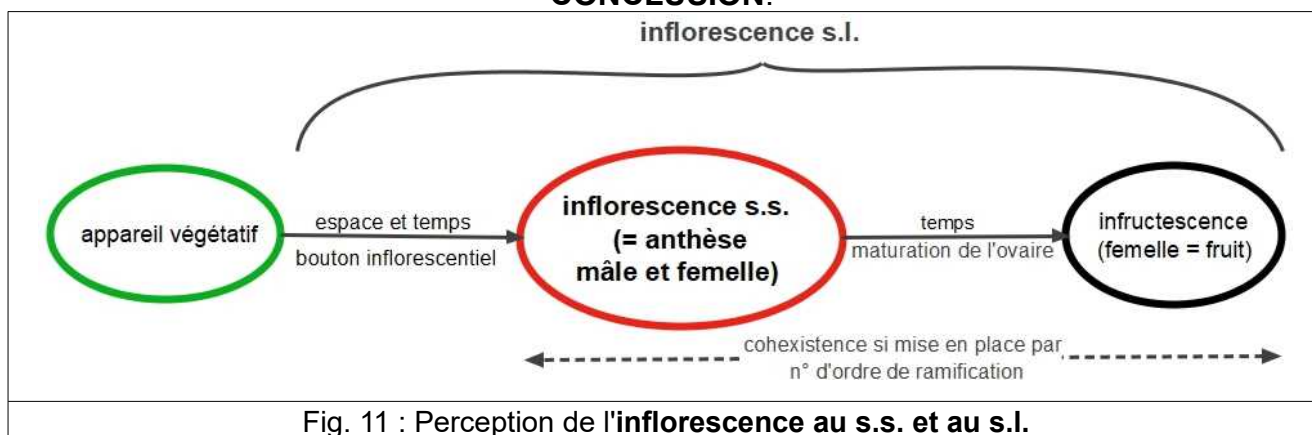 CONCLUSSION.
inflorescence s.l.
appareil végétatif
espace et temps
bouton inflorescentiel
inflorescence s.s.
(= anthèse
mâle et femelle)
temps
maturation de l'ovaire
infructescence
(femelle = fruit)
cohexistence si mise en place par
n° d'ordre de ramification
Fig. 11 : Perception de l'inflorescence au s.s. et au s.l.